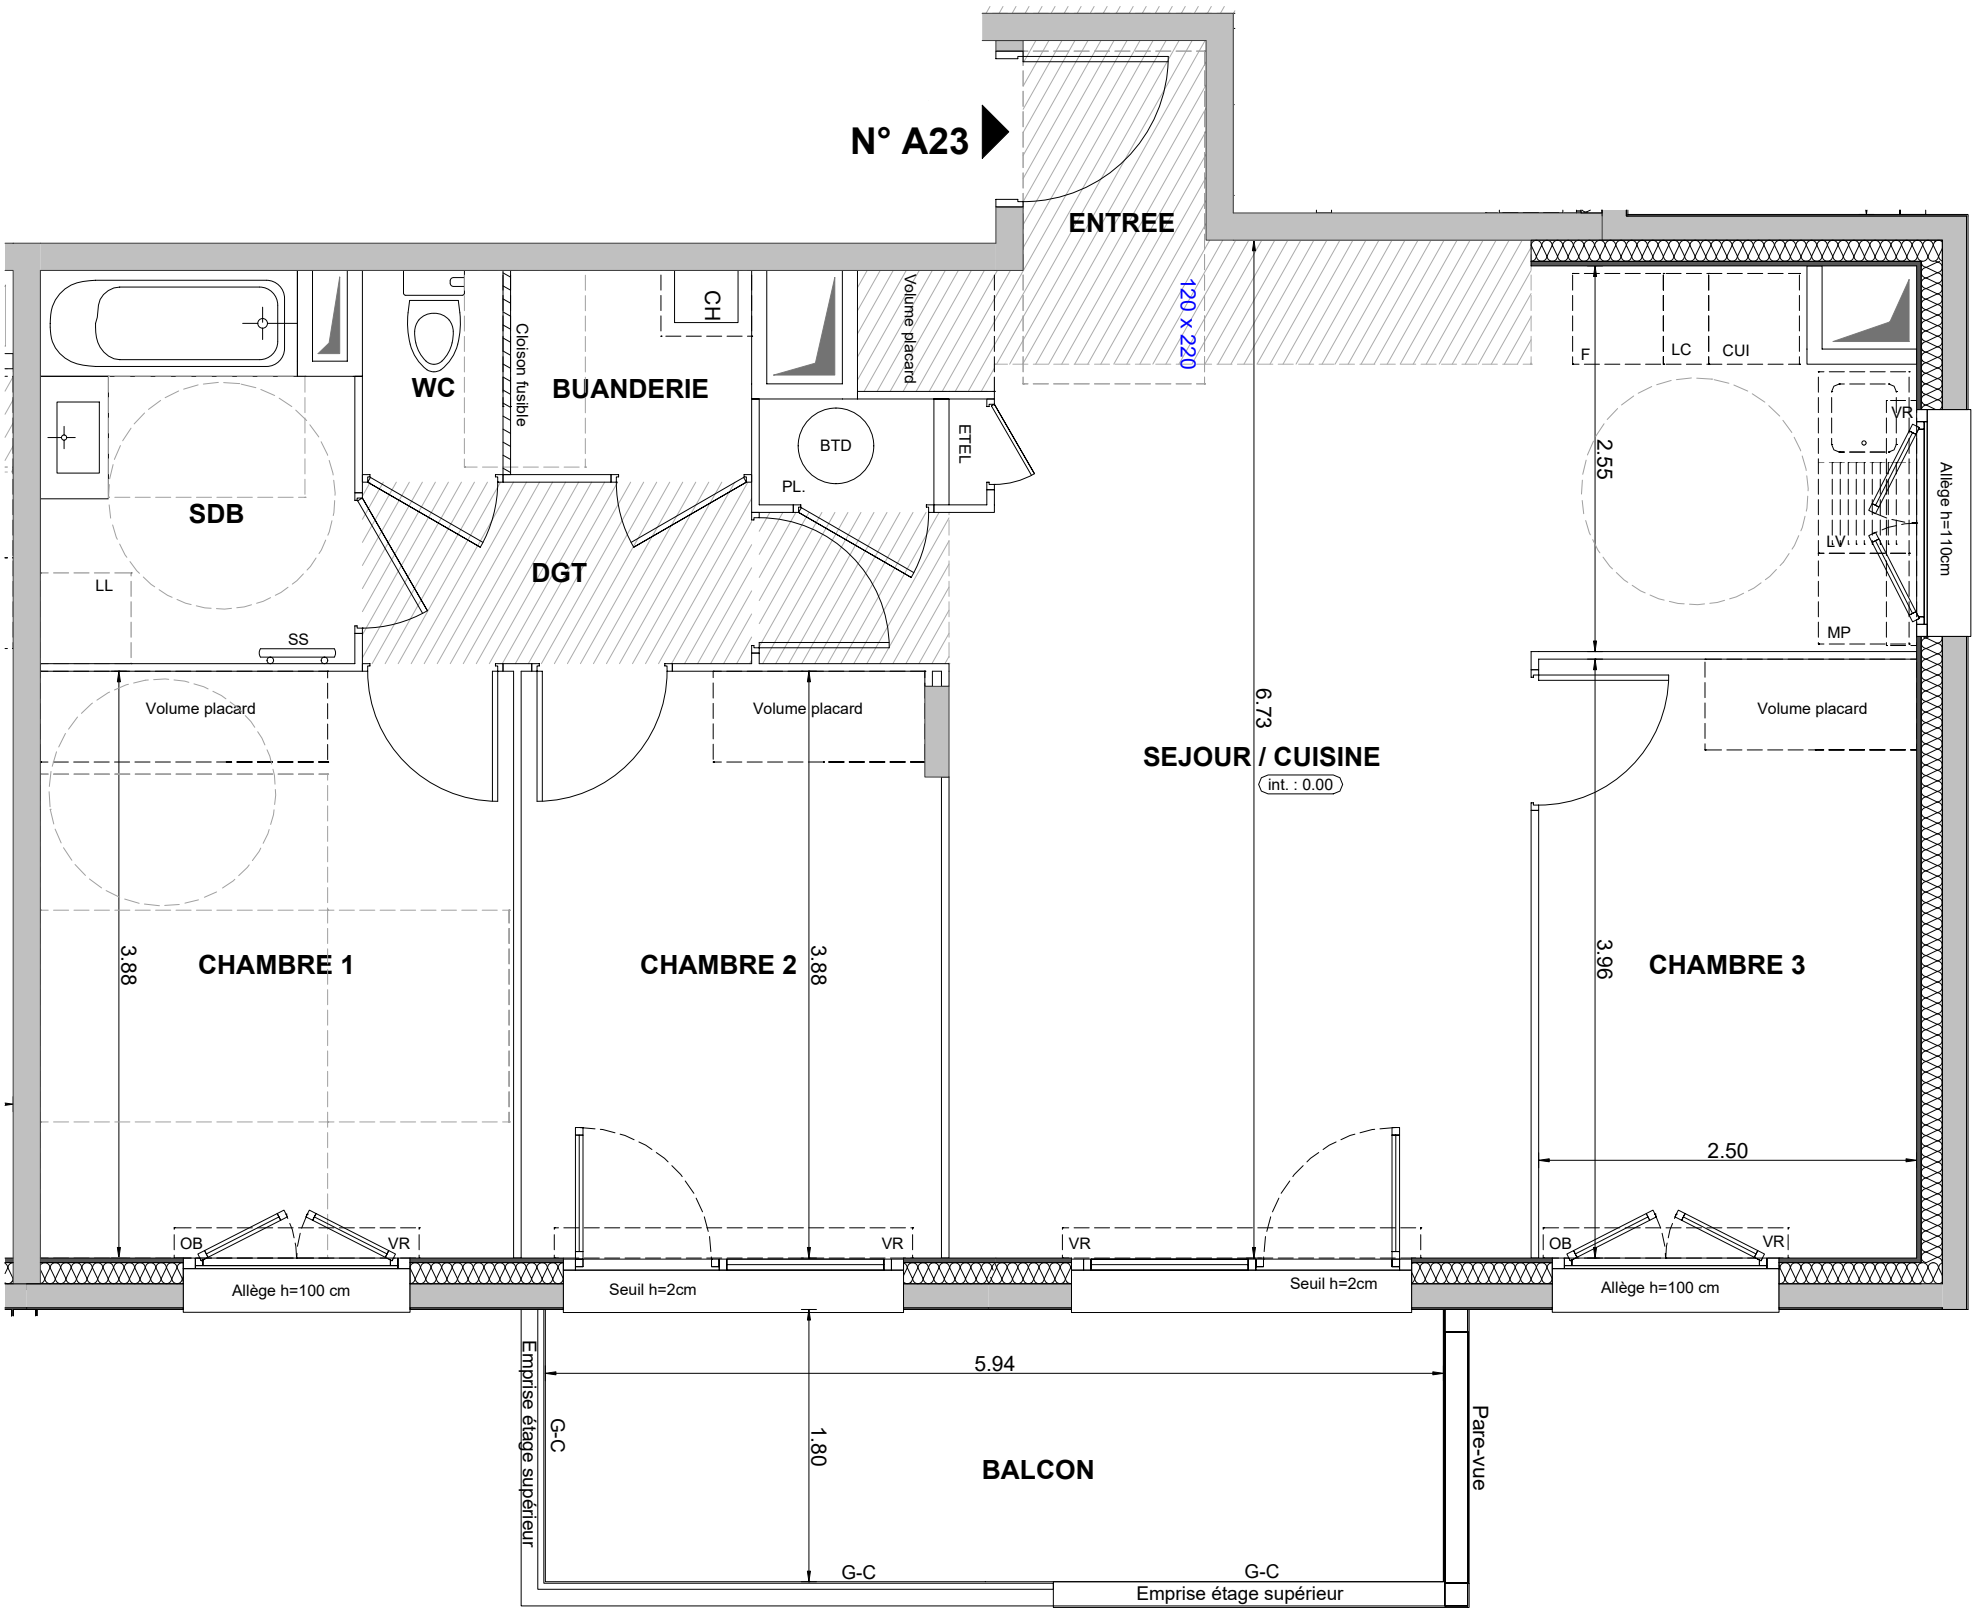 N° A23
ENTREE
120 x 220
Volume placard
CH
Cloison fusible
WC
BUANDERIE
F
LC
CUI
VR
BTD
ETEL
PL.
2.55
Allège h=110cm
SDB
LV
DGT
LL
SS
MP
Volume placard
Volume placard
6.73
Volume placard
SEJOUR / CUISINE
int. : 0.00
CHAMBRE 1
3.88
CHAMBRE 2
3.88
3.96
CHAMBRE 3
2.50
OB
VR
VR
VR
OB
VR
Allège h=100 cm
Seuil h=2cm
Seuil h=2cm
Allège h=100 cm
Emprise étage supérieur
G-C
5.94
1.80
BALCON
Pare-vue
G-C
G-C
Emprise étage supérieur